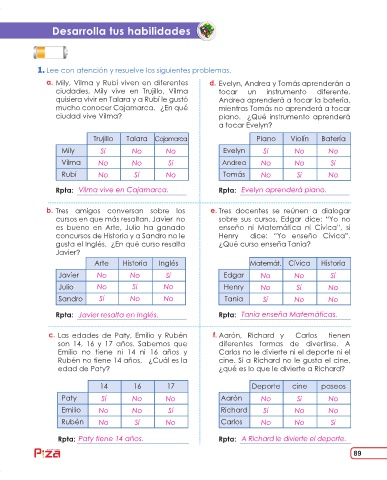 Desarrolla tus habilidades
1. Lee con atención y resuelve los siguientes problemas.
a. Mily, Vilma y Rubí viven en diferentes
ciudades, Mily vive en Trujillo, Vilma
quisiera vivir en Talara y a Rubí le gustó
mucho conocer Cajamarca. ¿En qué
ciudad vive Vilma?
Trujillo Talara Cajamarca
Mily Sí No No
Vilma No No Sí
Rubí No Sí No
Rpta: Vilma vive en Cajamarca.
b. Tres amigos conversan sobre los
cursos en que más resaltan. Javier no
es bueno en Arte, Julio ha ganado
concursos de Historia y a Sandro no le
gusta el Inglés. ¿En qué curso resalta
Javier?
Arte Historia Inglés
Javier No No Sí
Julio No Sí No
Sandro Sí No No
Rpta: Javier resalta en Inglés.
c. Las edades de Paty, Emilio y Rubén
son 14, 16 y 17 años. Sabemos que
Emilio no tiene ni 14 ni 16 años y
Rubén no tiene 14 años. ¿Cuál es la
edad de Paty?
14 16 17
Paty Sí No No
Emilio No No Sí
Rubén No Sí No
Rpta: Paty tiene 14 años.
d. Evelyn, Andrea y Tomás aprenderán a
tocar un instrumento diferente.
Andrea aprenderá a tocar la batería,
mientras Tomás no aprenderá a tocar
piano. ¿Qué instrumento aprenderá
a tocar Evelyn?
Piano Violín Batería
Evelyn Sí No No
Andrea No No Sí
Tomás No Sí No
Rpta: Evelyn aprenderá piano.
e. Tres docentes se reúnen a dialogar
sobre sus cursos. Edgar dice: "Yo no
enseño ni Matemática ni Cívica", si
Henry dice: "Yo enseño Cívica".
¿Qué curso enseña Tania?
Matemát. Cívica Historia
Edgar No No Sí
Henry No Sí No
Tania Sí No No
Rpta: Tania enseña Matemáticas.
f. Aarón, Richard y Carlos tienen
diferentes formas de divertirse. A
Carlos no le divierte ni el deporte ni el
cine. Si a Richard no le gusta el cine,
¿qué es lo que le divierte a Richard?
Deporte cine paseos
Aarón No Sí No
Richard Sí No No
Carlos No No Sí
Rpta: A Richard le divierte el deporte.
Pizza
89